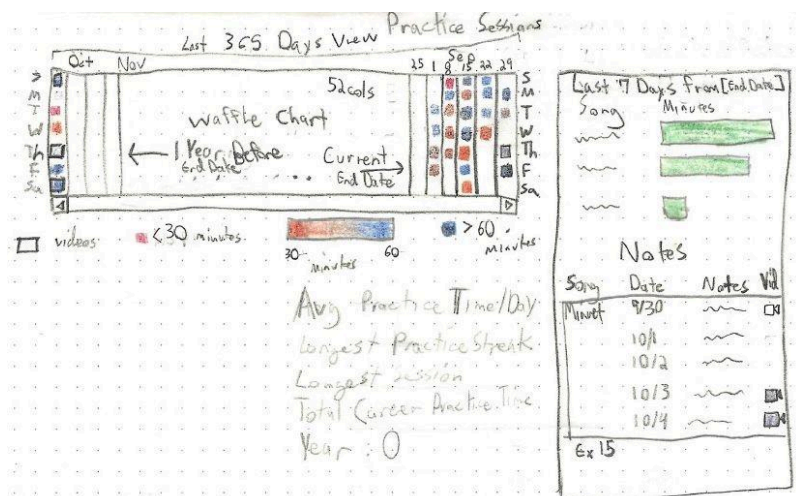 Practice Sessions
Last 365 Days View
Oct Nov Sep
25 1 8 15 22 29
S S
M M
T T
W W
Th Th
F F
Sa Sa
52 cols
Waffle Chart
1 Year Before
End Date
Current
End Date
videos
<30 minutes
30 60
minutes
>60
minutes
Avg Practice Time/Day
Longest Practice Streak
Longest session
Total Career Practice Time
Year: 0
Last 7 Days from [End Date]
Song Minutes
Notes
Song Date Notes Vid
Minuet 9/30
10/1
10/2
10/3
10/4
Ex 15